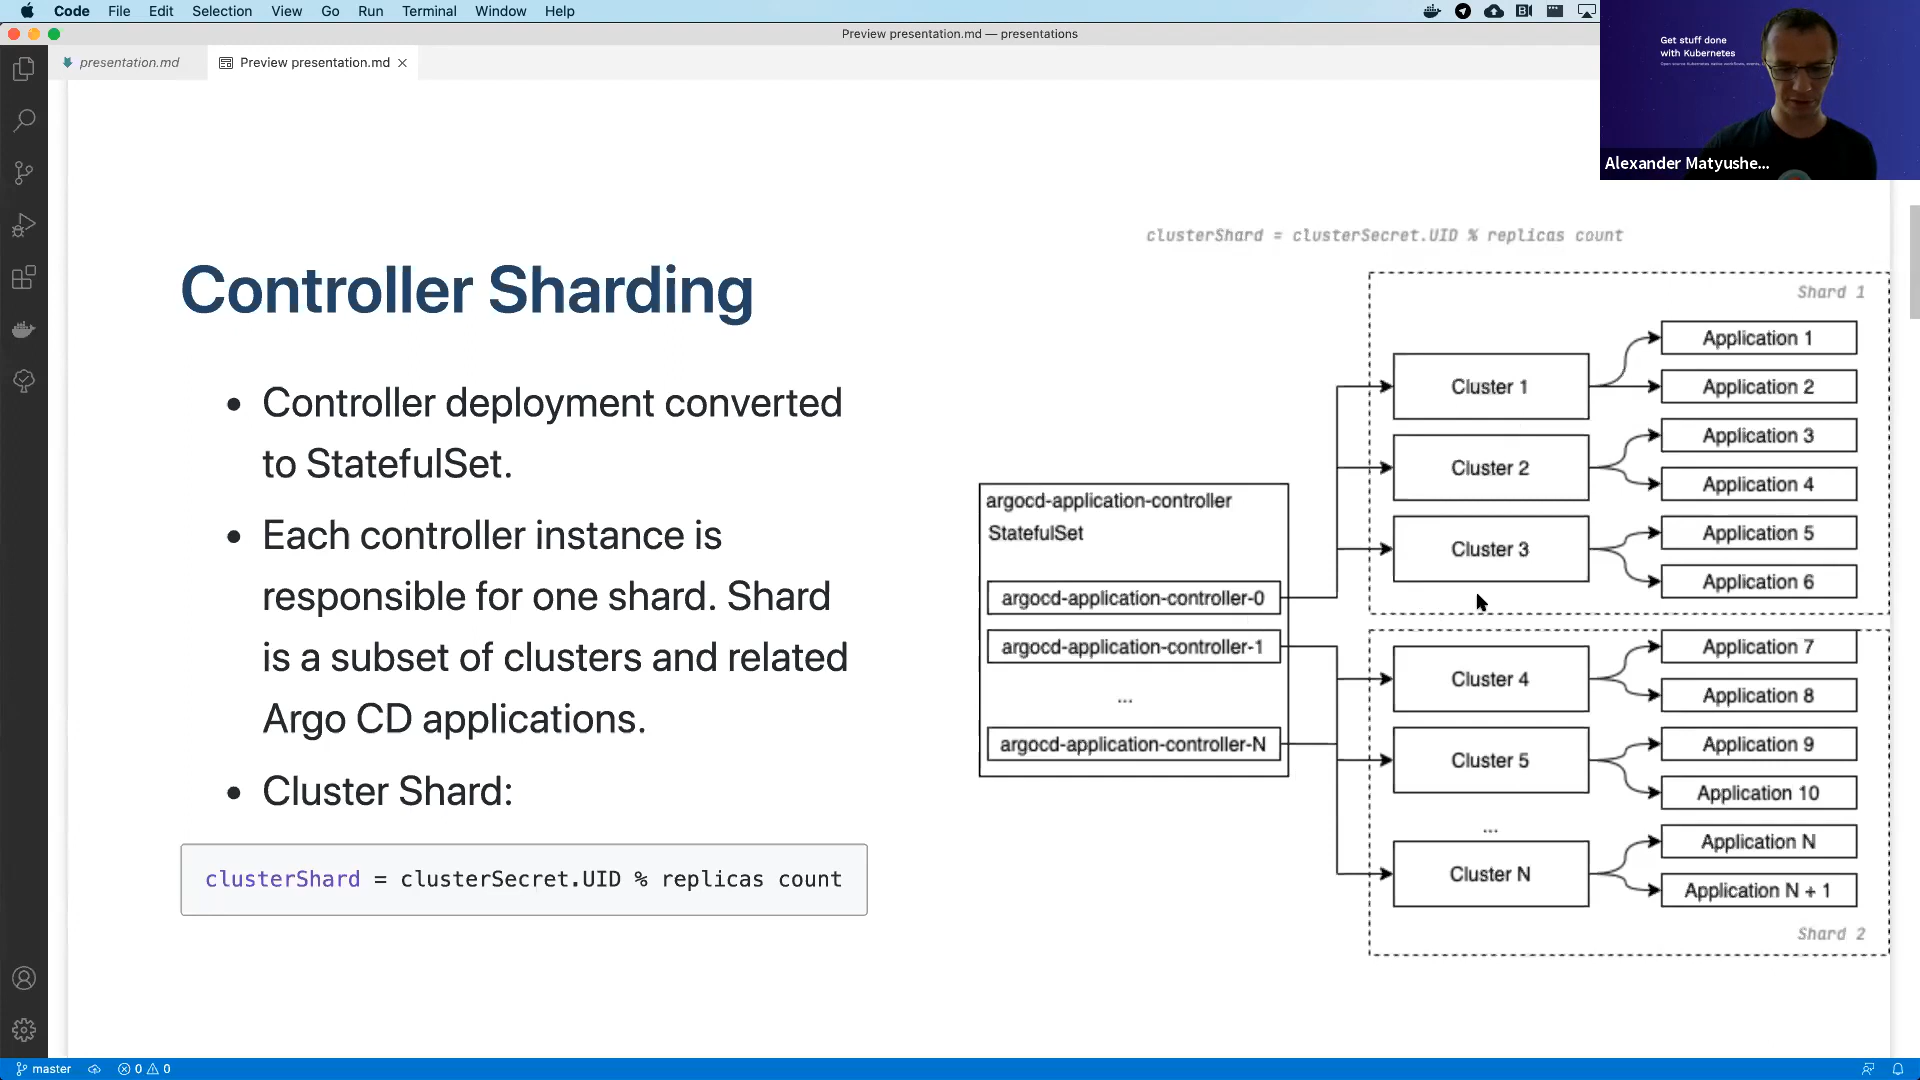 Code File Edit Selection View Go Run Terminal Window Help
Preview presentation.md — presentations
presentation.md
Preview presentation.md
Get stuff done
with Kubernetes
Alexander Matyushe...
Controller Sharding
• Controller deployment converted
to StatefulSet.
• Each controller instance is
responsible for one shard. Shard
is a subset of clusters and related
Argo CD applications.
• Cluster Shard:
clusterShard = clusterSecret.UID % replicas count
clusterShard = clusterSecret.UID % replicas count
argocd-application-controller
StatefulSet
argocd-application-controller-0
argocd-application-controller-1
...
argocd-application-controller-N
Shard 1
Cluster 1
Application 1
Application 2
Cluster 2
Application 3
Application 4
Cluster 3
Application 5
Application 6
Cluster 4
Application 7
Application 8
Cluster 5
Application 9
Application 10
...
Cluster N
Application N
Application N + 1
Shard 2
master 0 0